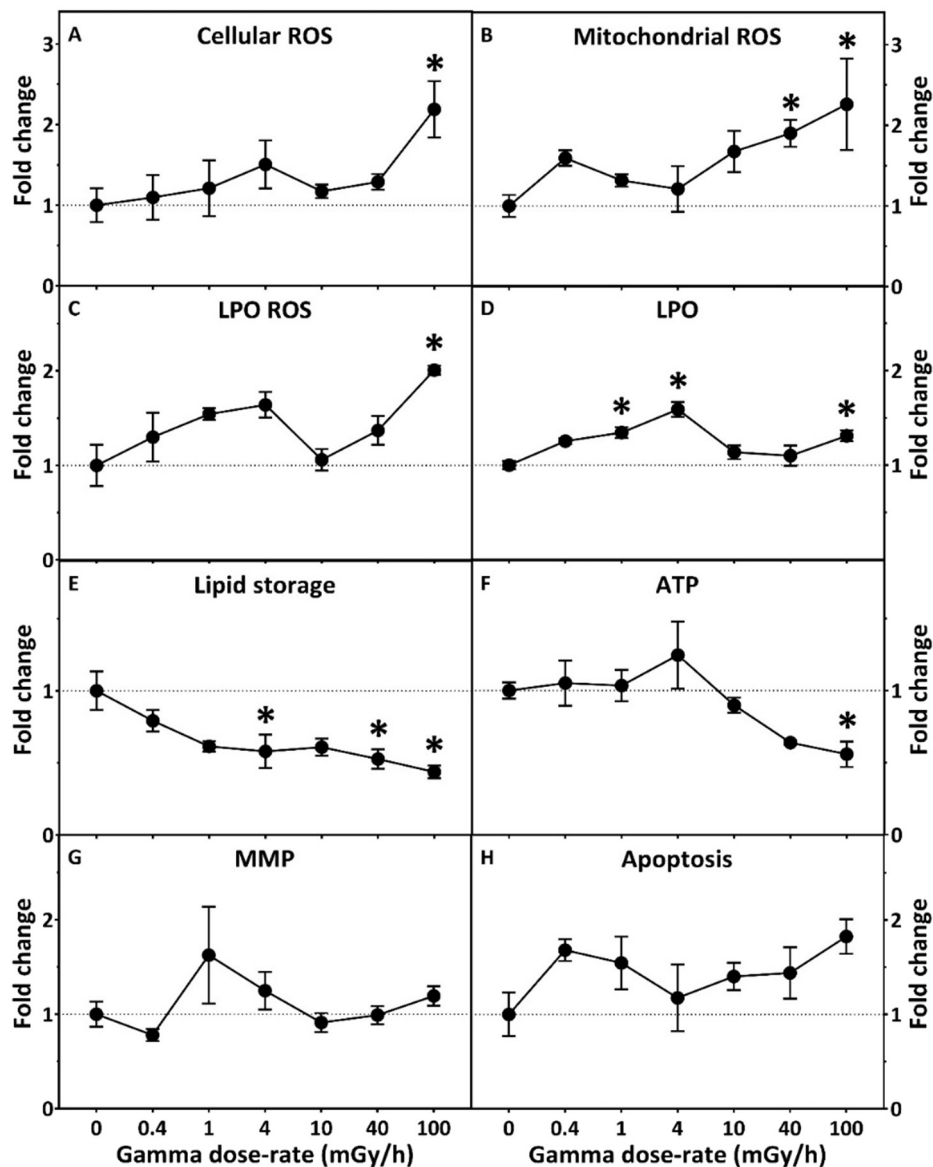 A Cellular ROS
B Mitochondrial ROS
Fold change
3
2
1
0
*
* *
3
2
1
0
Fold change
C LPO ROS
D LPO
Fold change
2
1
0
*
* * *
2
1
0
Fold change
E Lipid storage
F ATP
Fold change
1
0
* * *
*
1
0
Fold change
G MMP
H Apoptosis
Fold change
2
1
0
2
1
0
Fold change
0 0.4 1 4 10 40 100
0 0.4 1 4 10 40 100
Gamma dose-rate (mGy/h)
Gamma dose-rate (mGy/h)